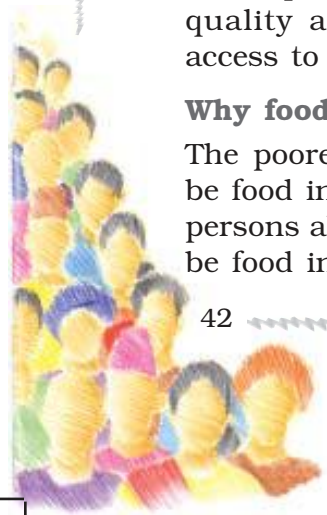 quality a
access to
Why food
The poore
be food in
persons a
be food in
42